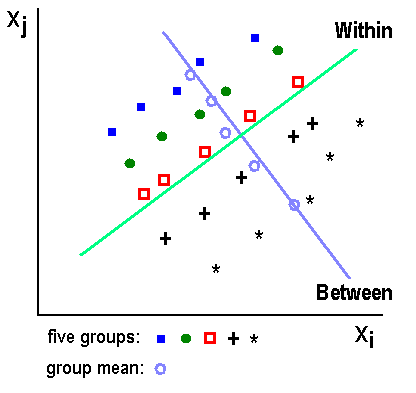 Xj
Within
Between
Xi
five groups:
group mean: